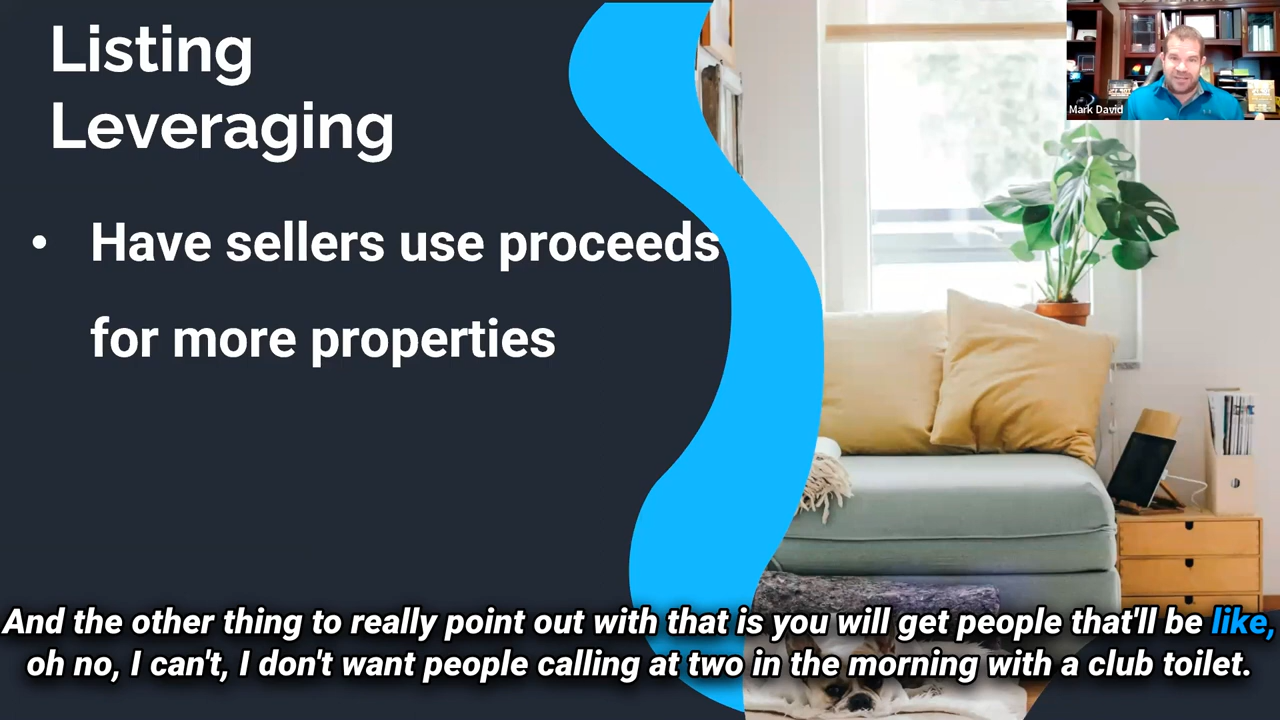 Listing
Leveraging
• Have sellers use proceeds
for more properties
Mark David
And the other thing to really point out with that is you will get people that'll be like,
oh no, I can't, I don't want people calling at two in the morning with a club toilet.